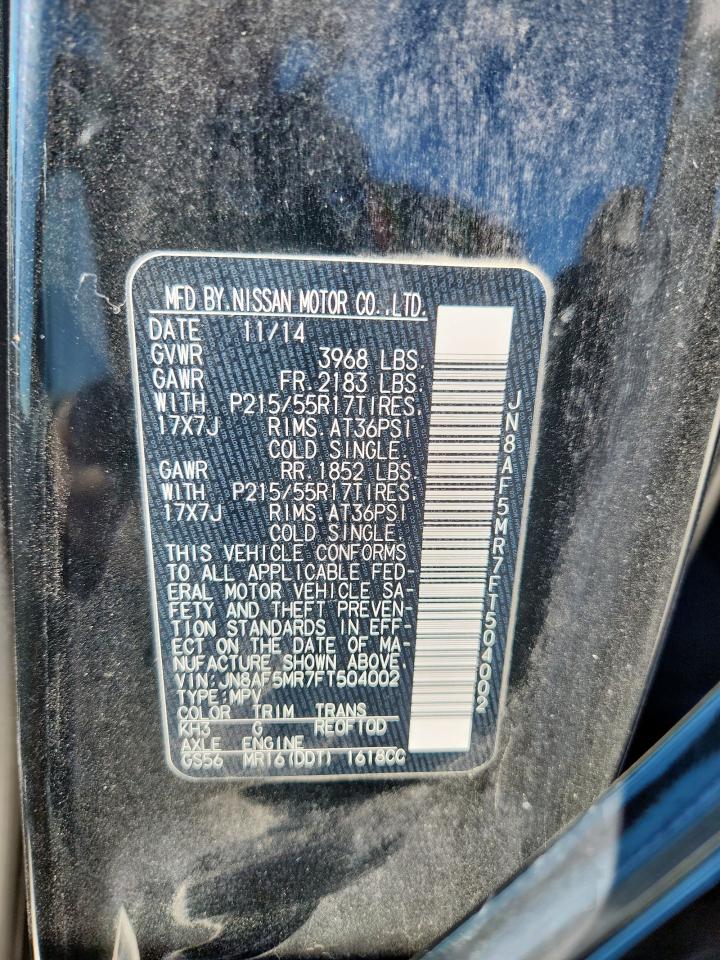 MFD BY.NISSAN MOTOR CO.,LTD.
DATE 11/14
GVWR 3968 LBS.
GAWR FR.2183 LBS.
WITH P215/55R17TIRES.
17X7J RIMS.AT36PSI
COLD SINGLE.
GAWR RR.1852 LBS.
WITH P215/55R17TIRES.
17X7J RIMS.AT36PSI
COLD SINGLE.
THIS VEHICLE CONFORMS
TO ALL APPLICABLE FED-
ERAL MOTOR VEHICLE SA-
FETY AND THEFT PREVEN-
TION STANDARDS IN EFF-
ECT ON THE DATE OF MA-
NUFACTURE SHOWN ABOVE.
VIN:JN8AF5MR7FT504002
TYPE:MPV
COLOR TRIM TRANS
KH3 G RE0F10D
AXLE ENGINE
GS56 MR16(DDT) 1618CC
JN8AF5MR7FT504002